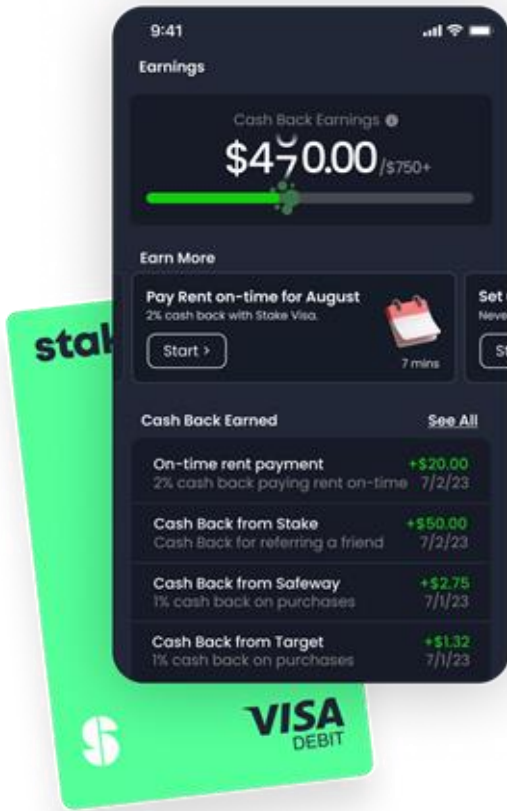 9:41
Earnings
Cash Back Earnings
$470.00/$750+
Earn More
Pay Rent on-time for August
2% cash back with Stake Visa.
Start >
7 mins
Set
Neve
St
Cash Back Earned
See All
On-time rent payment +$20.00
2% cash back paying rent on-time 7/2/23
Cash Back from Stake +$50.00
Cash Back for referring a friend 7/2/23
Cash Back from Safeway +$2.75
1% cash back on purchases 7/1/23
Cash Back from Target +$1.32
1% cash back on purchases 7/1/23
stak
VISA
DEBIT